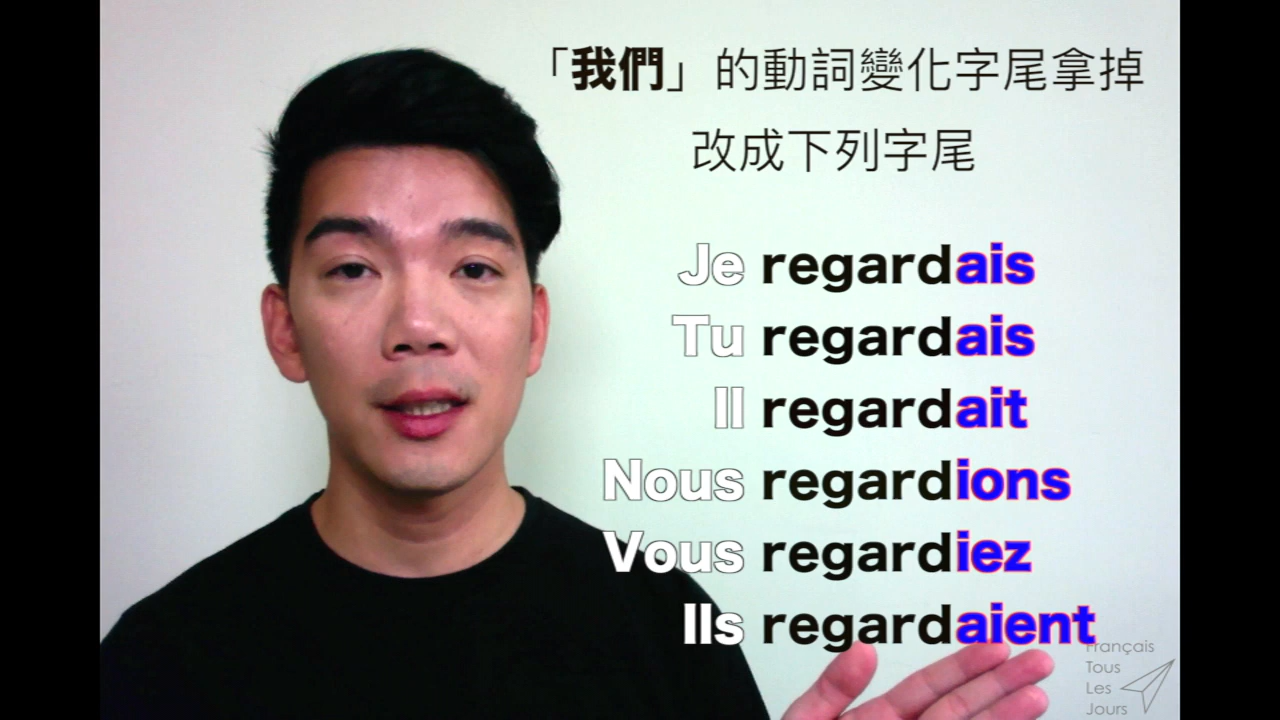 「我們」的動詞變化字尾拿掉
改成下列字尾
Je regardais
Tu regardais
Il regardait
Nous regardions
Vous regardiez
Ils regardaient
Français
Tous
Les
Jours